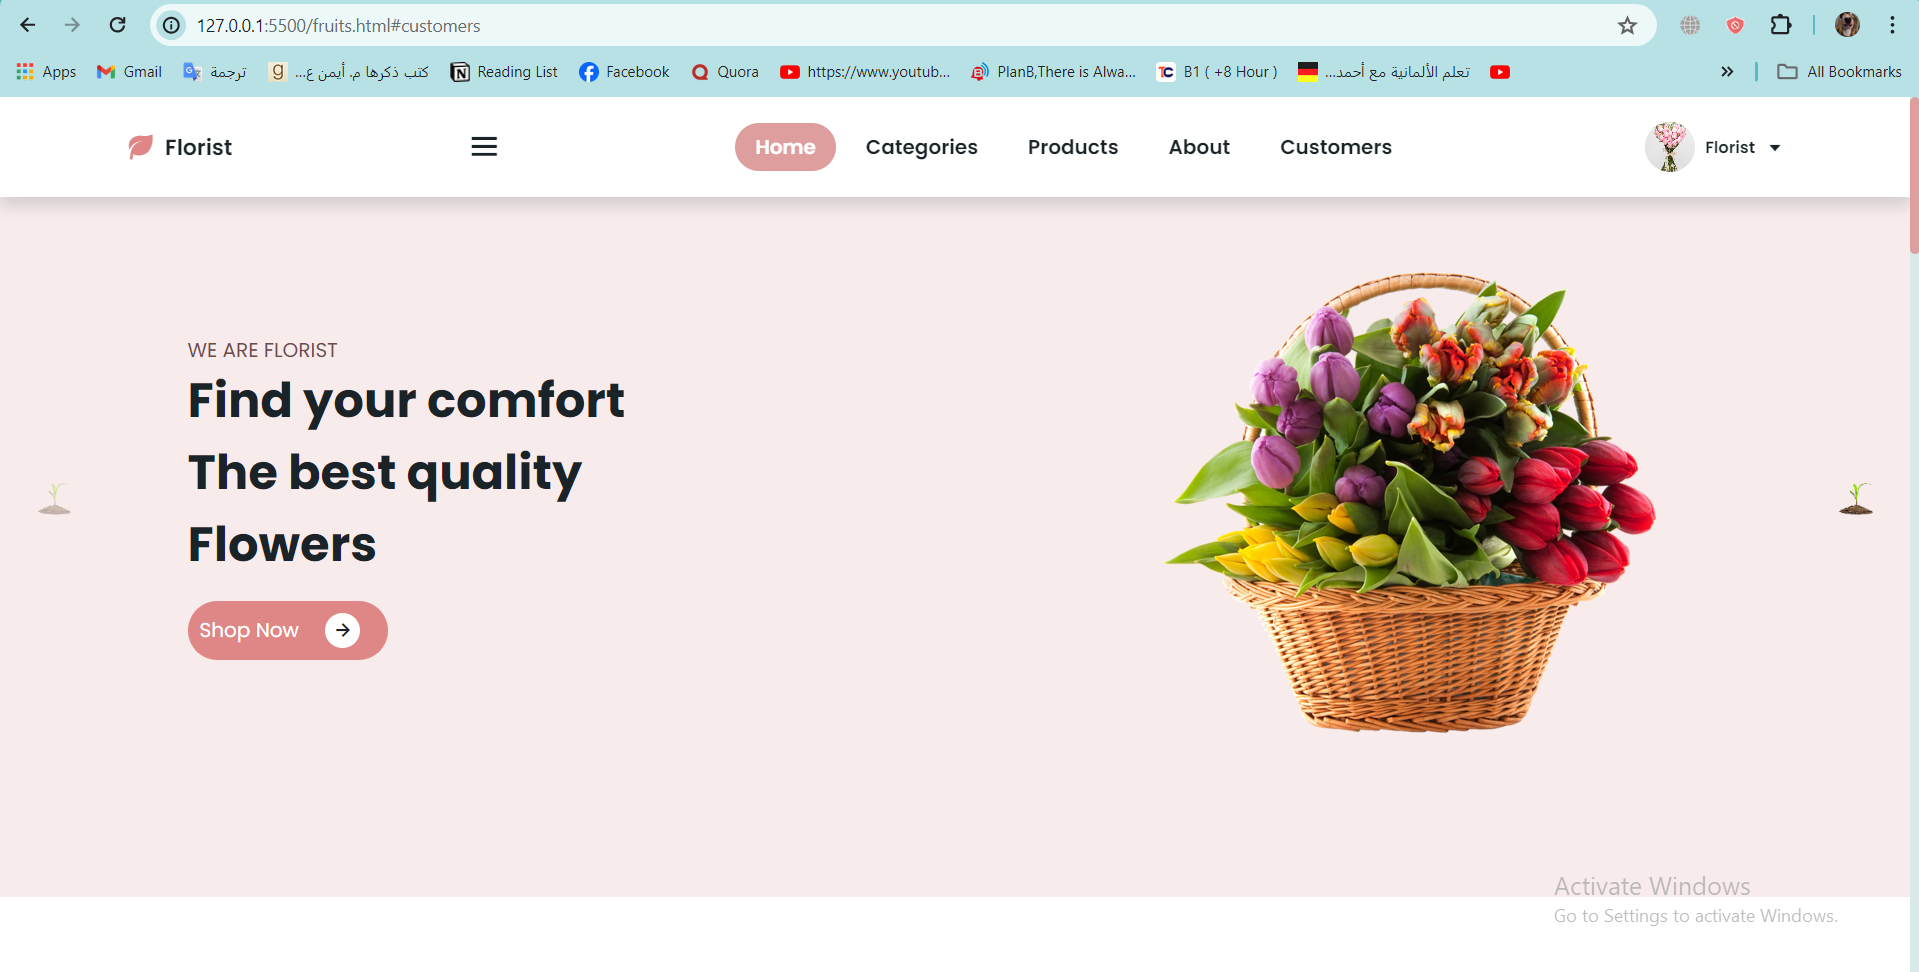 127.0.0.1:5500/fruits.html#customers
Apps
Gmail
ترجمة
كتب ذكرها م. أيمن ع...
Reading List
Facebook
Quora
https://www.youtub...
PlanB,There is Alwa...
B1 ( +8 Hour )
تعلم الألمانية مع أحمد...
All Bookmarks
Florist
Home
Categories
Products
About
Customers
Florist
WE ARE FLORIST
Find your comfort
The best quality
Flowers
Shop Now
Activate Windows
Go to Settings to activate Windows.